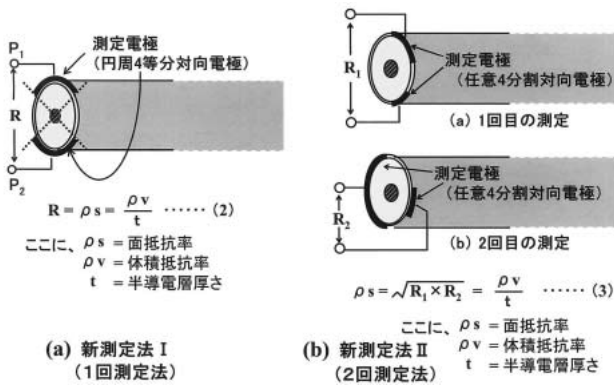 P1
R
P2
測定電極
(円周4等分対向電極)
R = ρs = ρv/t ‥‥‥(2)
ここに、ρs = 面抵抗率
ρv = 体積抵抗率
t = 半導電層厚さ
(a) 新測定法Ⅰ
(1回測定法)
R1
測定電極
(任意4分割対向電極)
(a) 1回目の測定
R2
測定電極
(任意4分割対向電極)
(b) 2回目の測定
ρs = √R1×R2 = ρv/t ‥‥‥(3)
ここに、ρs = 面抵抗率
ρv = 体積抵抗率
t = 半導電層厚さ
(b) 新測定法Ⅱ
(2回測定法)